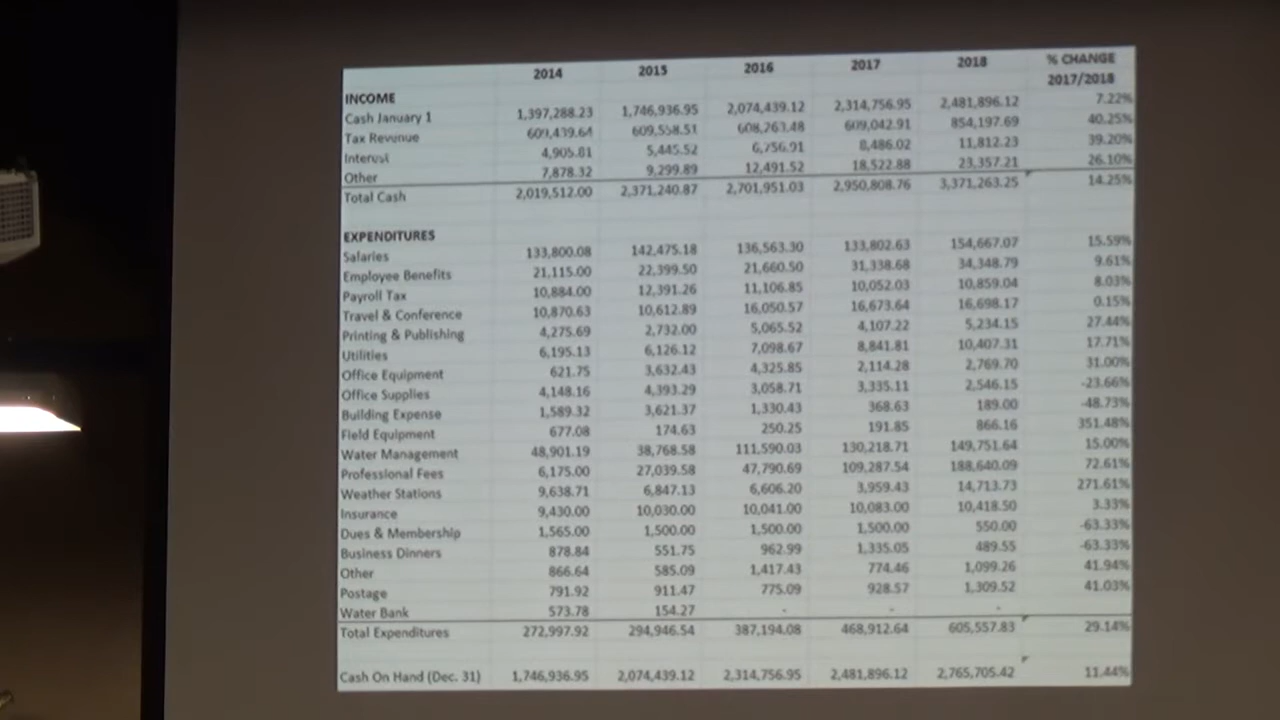 2014 2015 2016 2017 2018 % CHANGE
2017/2018
INCOME
Cash January 1 1,397,288.23 1,746,936.95 2,074,439.12 2,314,756.95 2,481,896.12 7.22%
Tax Revenue 609,439.64 609,558.51 608,763.48 609,042.91 854,197.69 40.25%
Interest 4,905.81 5,445.52 6,756.91 8,486.02 11,812.23 39.20%
Other 7,878.32 9,299.89 12,491.52 18,522.88 23,357.21 26.10%
Total Cash 2,019,512.00 2,371,240.87 2,701,951.03 2,950,808.76 3,371,263.25 14.25%
EXPENDITURES
Salaries 133,800.08 142,475.18 136,563.30 133,802.63 154,667.07 15.59%
Employee Benefits 21,115.00 22,399.50 21,660.50 31,338.68 34,348.79 9.61%
Payroll Tax 10,884.00 12,391.26 11,106.85 10,052.03 10,859.04 8.03%
Travel & Conference 10,870.63 10,612.89 16,050.57 16,673.64 16,698.17 0.15%
Printing & Publishing 4,275.69 2,732.00 5,065.52 4,107.22 5,234.15 27.44%
Utilities 6,195.13 6,126.12 7,098.67 8,841.81 10,407.31 17.71%
Office Equipment 621.75 3,632.43 4,325.85 2,114.28 2,769.70 31.00%
Office Supplies 4,148.16 4,393.29 3,058.71 3,335.11 2,546.15 -23.66%
Building Expense 1,589.32 3,621.37 1,330.43 368.63 189.00 -48.73%
Field Equipment 677.08 174.63 250.25 191.85 866.16 351.48%
Water Management 48,901.19 38,768.58 111,590.03 130,218.71 149,751.64 15.00%
Professional Fees 6,175.00 27,039.58 47,790.69 109,287.54 188,640.09 72.61%
Weather Stations 9,638.71 6,847.13 6,606.20 3,959.43 14,713.73 271.61%
Insurance 9,430.00 10,030.00 10,041.00 10,083.00 10,418.50 3.33%
Dues & Membership 1,565.00 1,500.00 1,500.00 1,500.00 550.00 -63.33%
Business Dinners 878.84 551.75 962.99 1,335.05 489.55 -63.33%
Other 866.64 585.09 1,417.43 774.46 1,099.26 41.94%
Postage 791.92 911.47 775.09 928.57 1,309.52 41.03%
Water Bank 573.78 154.27 - - -
Total Expenditures 272,997.92 294,946.54 387,194.08 468,912.64 605,557.83 29.14%
Cash On Hand (Dec. 31) 1,746,936.95 2,074,439.12 2,314,756.95 2,481,896.12 2,765,705.42 11.44%